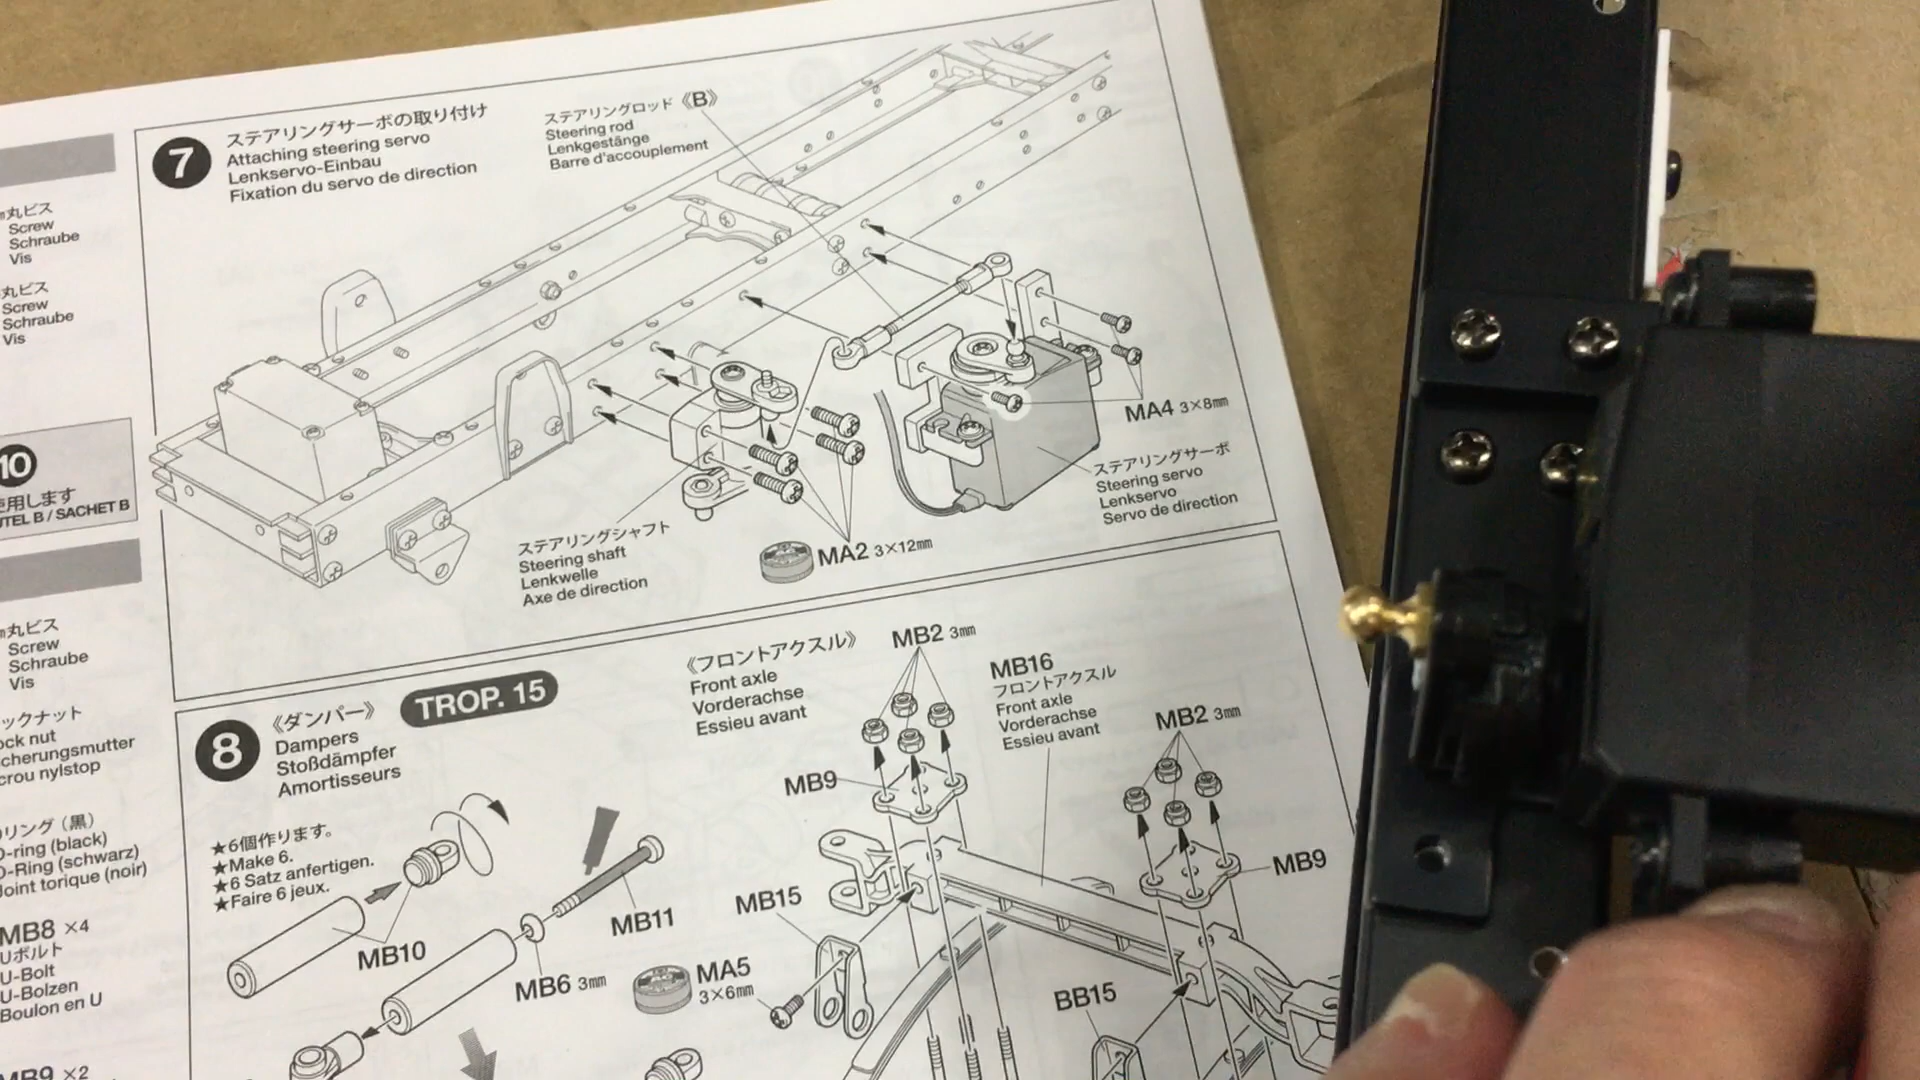 丸ビス
Screw
Schraube
Vis
丸ビス
Screw
Schraube
Vis
10
使用します
SACHET B
丸ビス
Screw
Schraube
Vis
ックナット
ock nut
icherungsmutter
crou nylstop
リング（黒）
O-ring (black)
O-Ring (schwarz)
Joint torique (noir)
MB8 ×4
Uボルト
U-Bolt
U-Bolzen
Boulon en U
MB9 ×2
7
ステアリングサーボの取り付け
Attaching steering servo
Lenkservo-Einbau
Fixation du servo de direction
ステアリングロッド《B》
Steering rod
Lenkgestänge
Barre d'accouplement
MA4 3×8mm
ステアリングサーボ
Steering servo
Lenkservo
Servo de direction
ステアリングシャフト
Steering shaft
Lenkwelle
Axe de direction
MA2 3×12mm
8
《ダンパー》
Dampers
Stoßdämpfer
Amortisseurs
TROP. 15
★6個作ります。
★Make 6.
★6 Satz anfertigen.
★Faire 6 jeux.
MB10
MB11
MB6 3mm
《フロントアクスル》
Front axle
Vorderachse
Essieu avant
MB2 3mm
MB16
フロントアクスル
Front axle
Vorderachse
Essieu avant
MB2 3mm
MB9
MB9
MB15
MA5
3×6mm
BB15